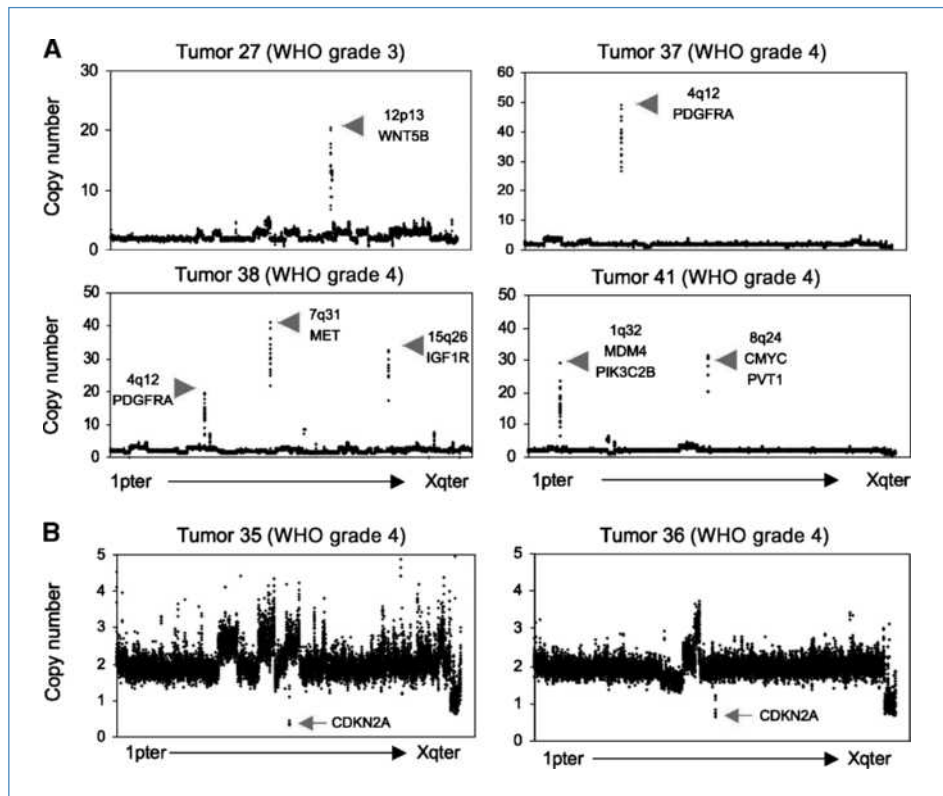 A
Tumor 27 (WHO grade 3)
Copy number
30
20
10
0
12p13
WNT5B
Tumor 37 (WHO grade 4)
60
50
40
30
20
10
0
4q12
PDGFRA
Tumor 38 (WHO grade 4)
Copy number
50
40
30
20
10
0
4q12
PDGFRA
7q31
MET
15q26
IGF1R
1pter
Xqter
Tumor 41 (WHO grade 4)
50
40
30
20
10
0
1q32
MDM4
PIK3C2B
8q24
CMYC
PVT1
1pter
Xqter
B
Tumor 35 (WHO grade 4)
Copy number
5
4
3
2
1
0
CDKN2A
1pter
Xqter
Tumor 36 (WHO grade 4)
5
4
3
2
1
0
CDKN2A
1pter
Xqter